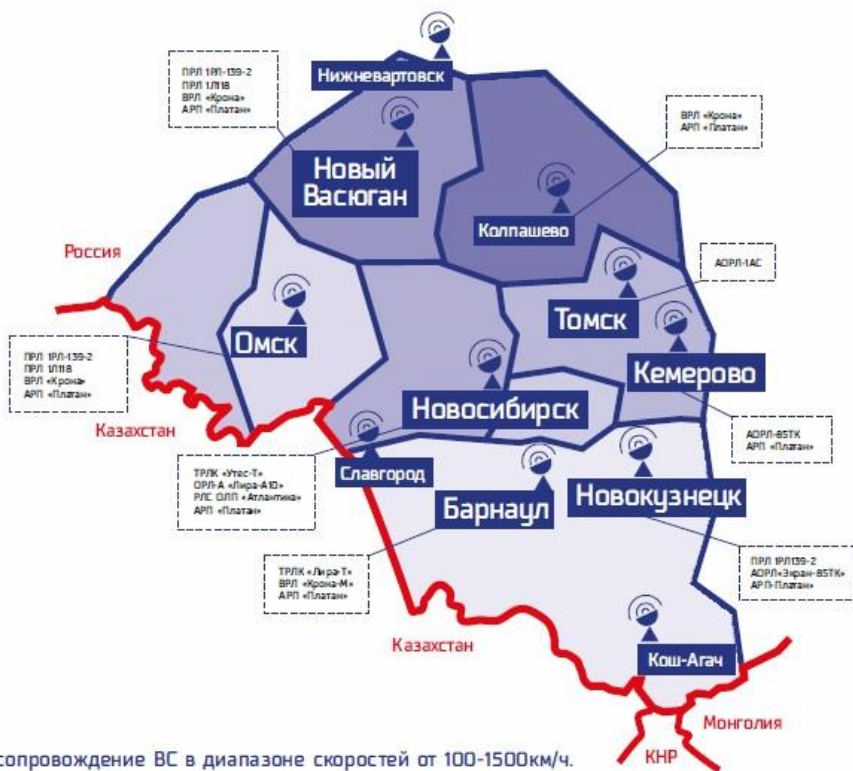 Нижневартовск
ПРЛ 1РЛ-139-2
ПРЛ 1Л118
ВРЛ «Крона»
АРП «Платан»
ВРЛ «Крона»
АРП «Платан»
Новый
Васюган
Колпашево
Россия
АОРЛ-1АС
Томск
Омск
ПРЛ 1РЛ-139-2
ПРЛ 1Л118
ВРЛ «Крона»
АРП «Платан»
Кемерово
Новосибирск
Казахстан
АОРЛ-85ТК
АРП «Платан»
Славгород
ТРЛК «Утес-Т»
ОРЛ-А «Лира-А10»
РЛС ОЛП «Атлантика»
АРП «Платан»
Барнаул
Новокузнецк
ТРЛК «Лира-Т»
ВРЛ «Крона-М»
АРП «Платан»
ПРЛ 1РЛ139-2
АОРЛ«Экран-85ТК»
АРП-Платан»
Казахстан
Кош-Агач
Монголия
КНР
сопровождение ВС в диапазоне скоростей от 100-1500км/ч.